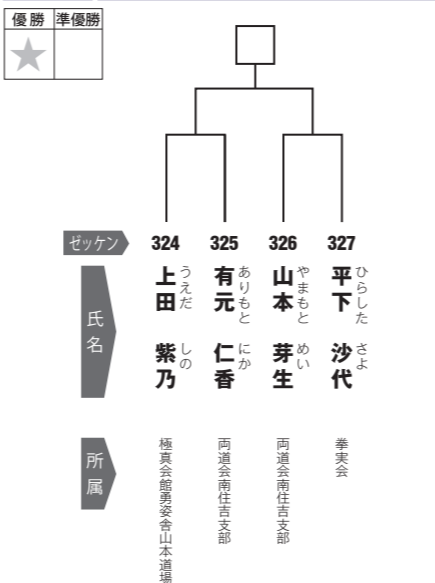 優勝 準優勝
★
ゼッケン 324 325 326 327
氏名
上田 紫乃
うえだ しの
有元 仁香
ありもと にか
山本 芽生
やまもと めい
平下 沙代
ひらした さよ
所属
極真会館勇姿舎山本道場
両道会南住吉支部
両道会南住吉支部
拳実会